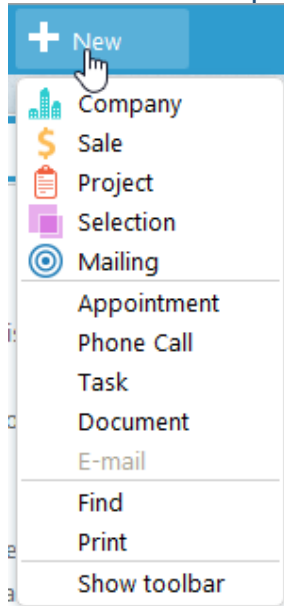 New
Company
Sale
Project
Selection
Mailing
Appointment
Phone Call
Task
Document
E-mail
Find
Print
Show toolbar